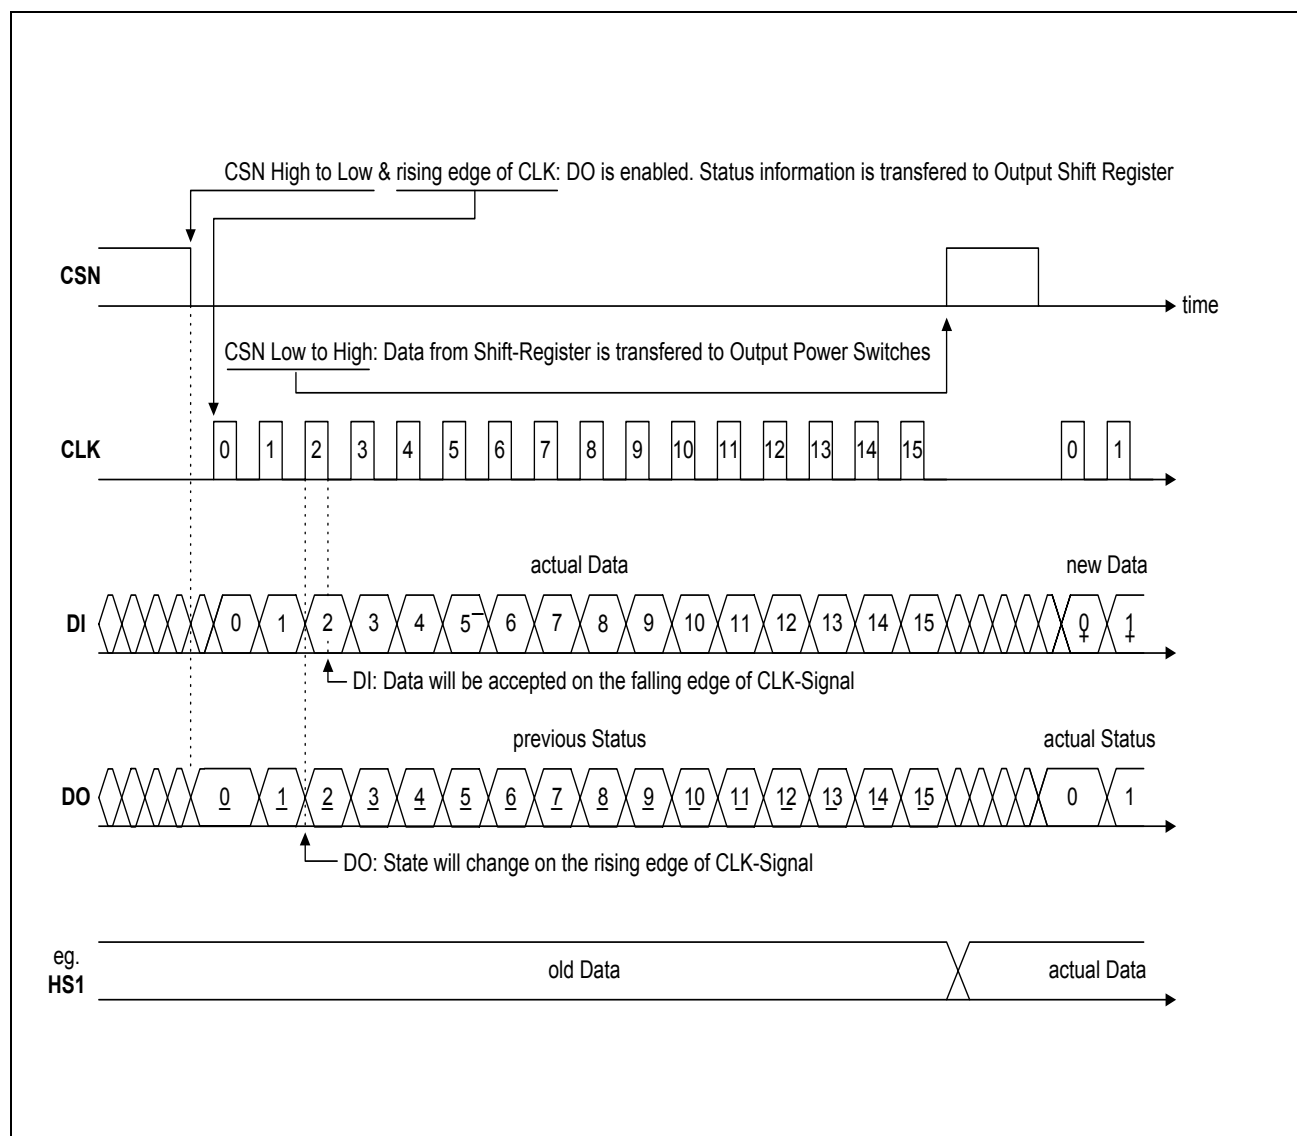 CSN High to Low & rising edge of CLK: DO is enabled. Status information is transfered to Output Shift Register
CSN
time
CSN Low to High: Data from Shift-Register is transfered to Output Power Switches
CLK
0 1 2 3 4 5 6 7 8 9 10 11 12 13 14 15 0 1
actual Data new Data
DI
0 1 2 3 4 5 6 7 8 9 10 11 12 13 14 15 0 1
DI: Data will be accepted on the falling edge of CLK-Signal
previous Status actual Status
DO
0 1 2 3 4 5 6 7 8 9 10 11 12 13 14 15 0 1
DO: State will change on the rising edge of CLK-Signal
eg.
HS1
old Data actual Data